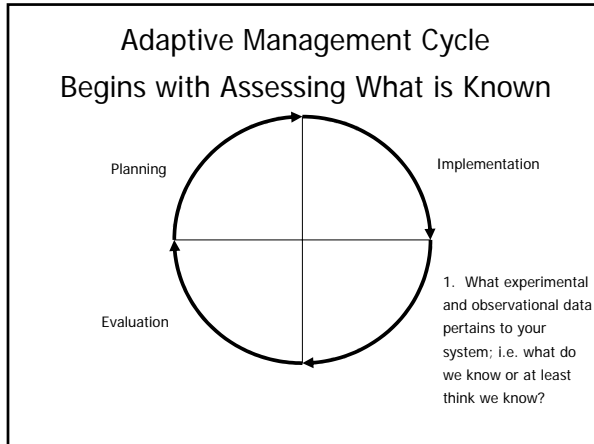 Adaptive Management Cycle
Begins with Assessing What is Known
Planning
Implementation
Evaluation
1. What experimental
and observational data
pertains to your
system; i.e. what do
we know or at least
think we know?